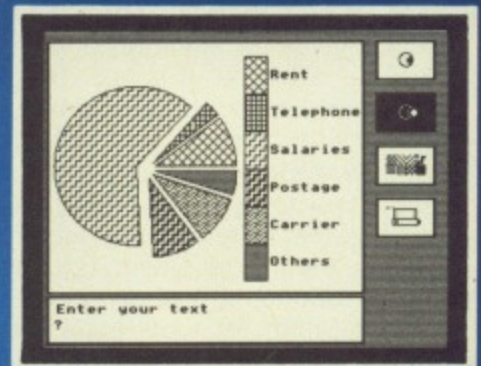 Rent
Telephone
Salaries
Postage
Carrier
Others
Enter your text
?